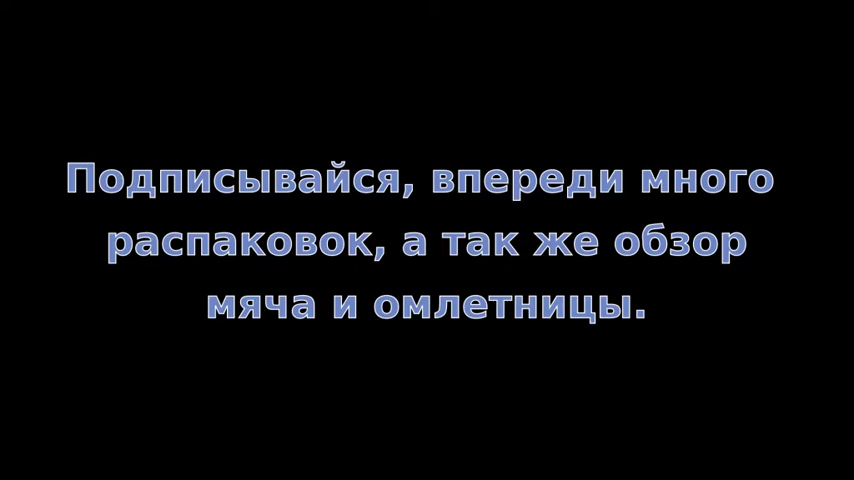 Подписывайся, впереди много
распаковок, а так же обзор
мяча и омлетницы.